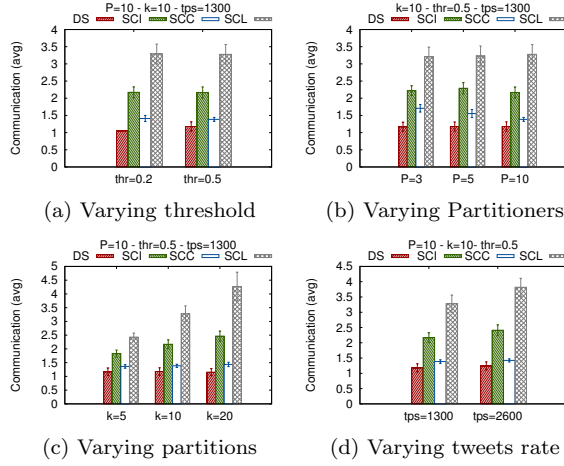 P=10 - k=10 - tps=1300
DS SCI SCC SCL
Communication (avg)
4
3.5
3
2.5
2
1.5
1
0.5
0
thr=0.2 thr=0.5
(a) Varying threshold
k=10 - thr=0.5 - tps=1300
DS SCI SCC SCL
Communication (avg)
4
3.5
3
2.5
2
1.5
1
0.5
0
P=3 P=5 P=10
(b) Varying Partitioners
P=10 - thr=0.5 - tps=1300
DS SCI SCC SCL
Communication (avg)
5
4.5
4
3.5
3
2.5
2
1.5
1
0.5
0
k=5 k=10 k=20
(c) Varying partitions
P=10 - k=10- thr=0.5
DS SCI SCC SCL
Communication (avg)
4.5
4
3.5
3
2.5
2
1.5
1
0.5
0
tps=1300 tps=2600
(d) Varying tweets rate